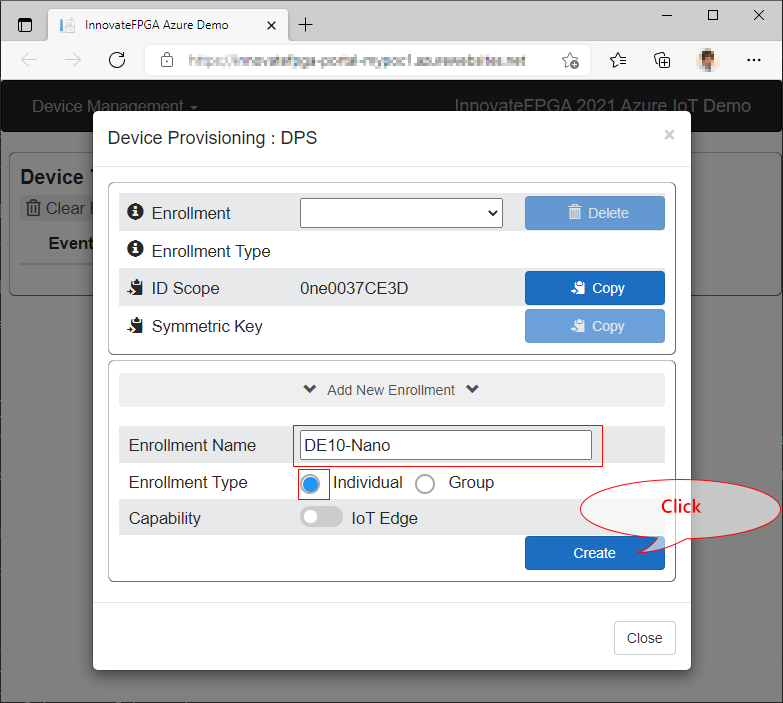 InnovateFPGA Azure Demo
Device Management
InnovateFPGA 2021 Azure IoT Demo
Device Provisioning : DPS
×
Device
Clear
Event
Enrollment
Delete
Enrollment Type
ID Scope 0ne0037CE3D Copy
Symmetric Key Copy
Add New Enrollment
Enrollment Name DE10-Nano
Enrollment Type Individual Group
Click
Capability IoT Edge
Create
Close